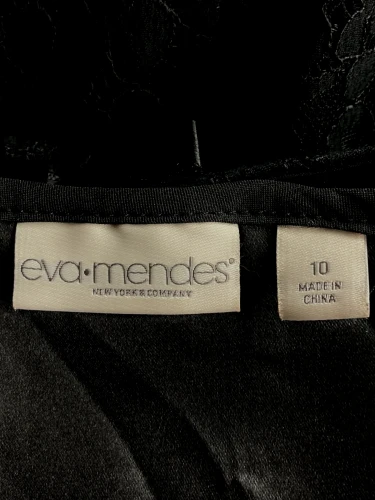 eva·mendes®
NEW YORK & COMPANY
10
MADE IN
CHINA